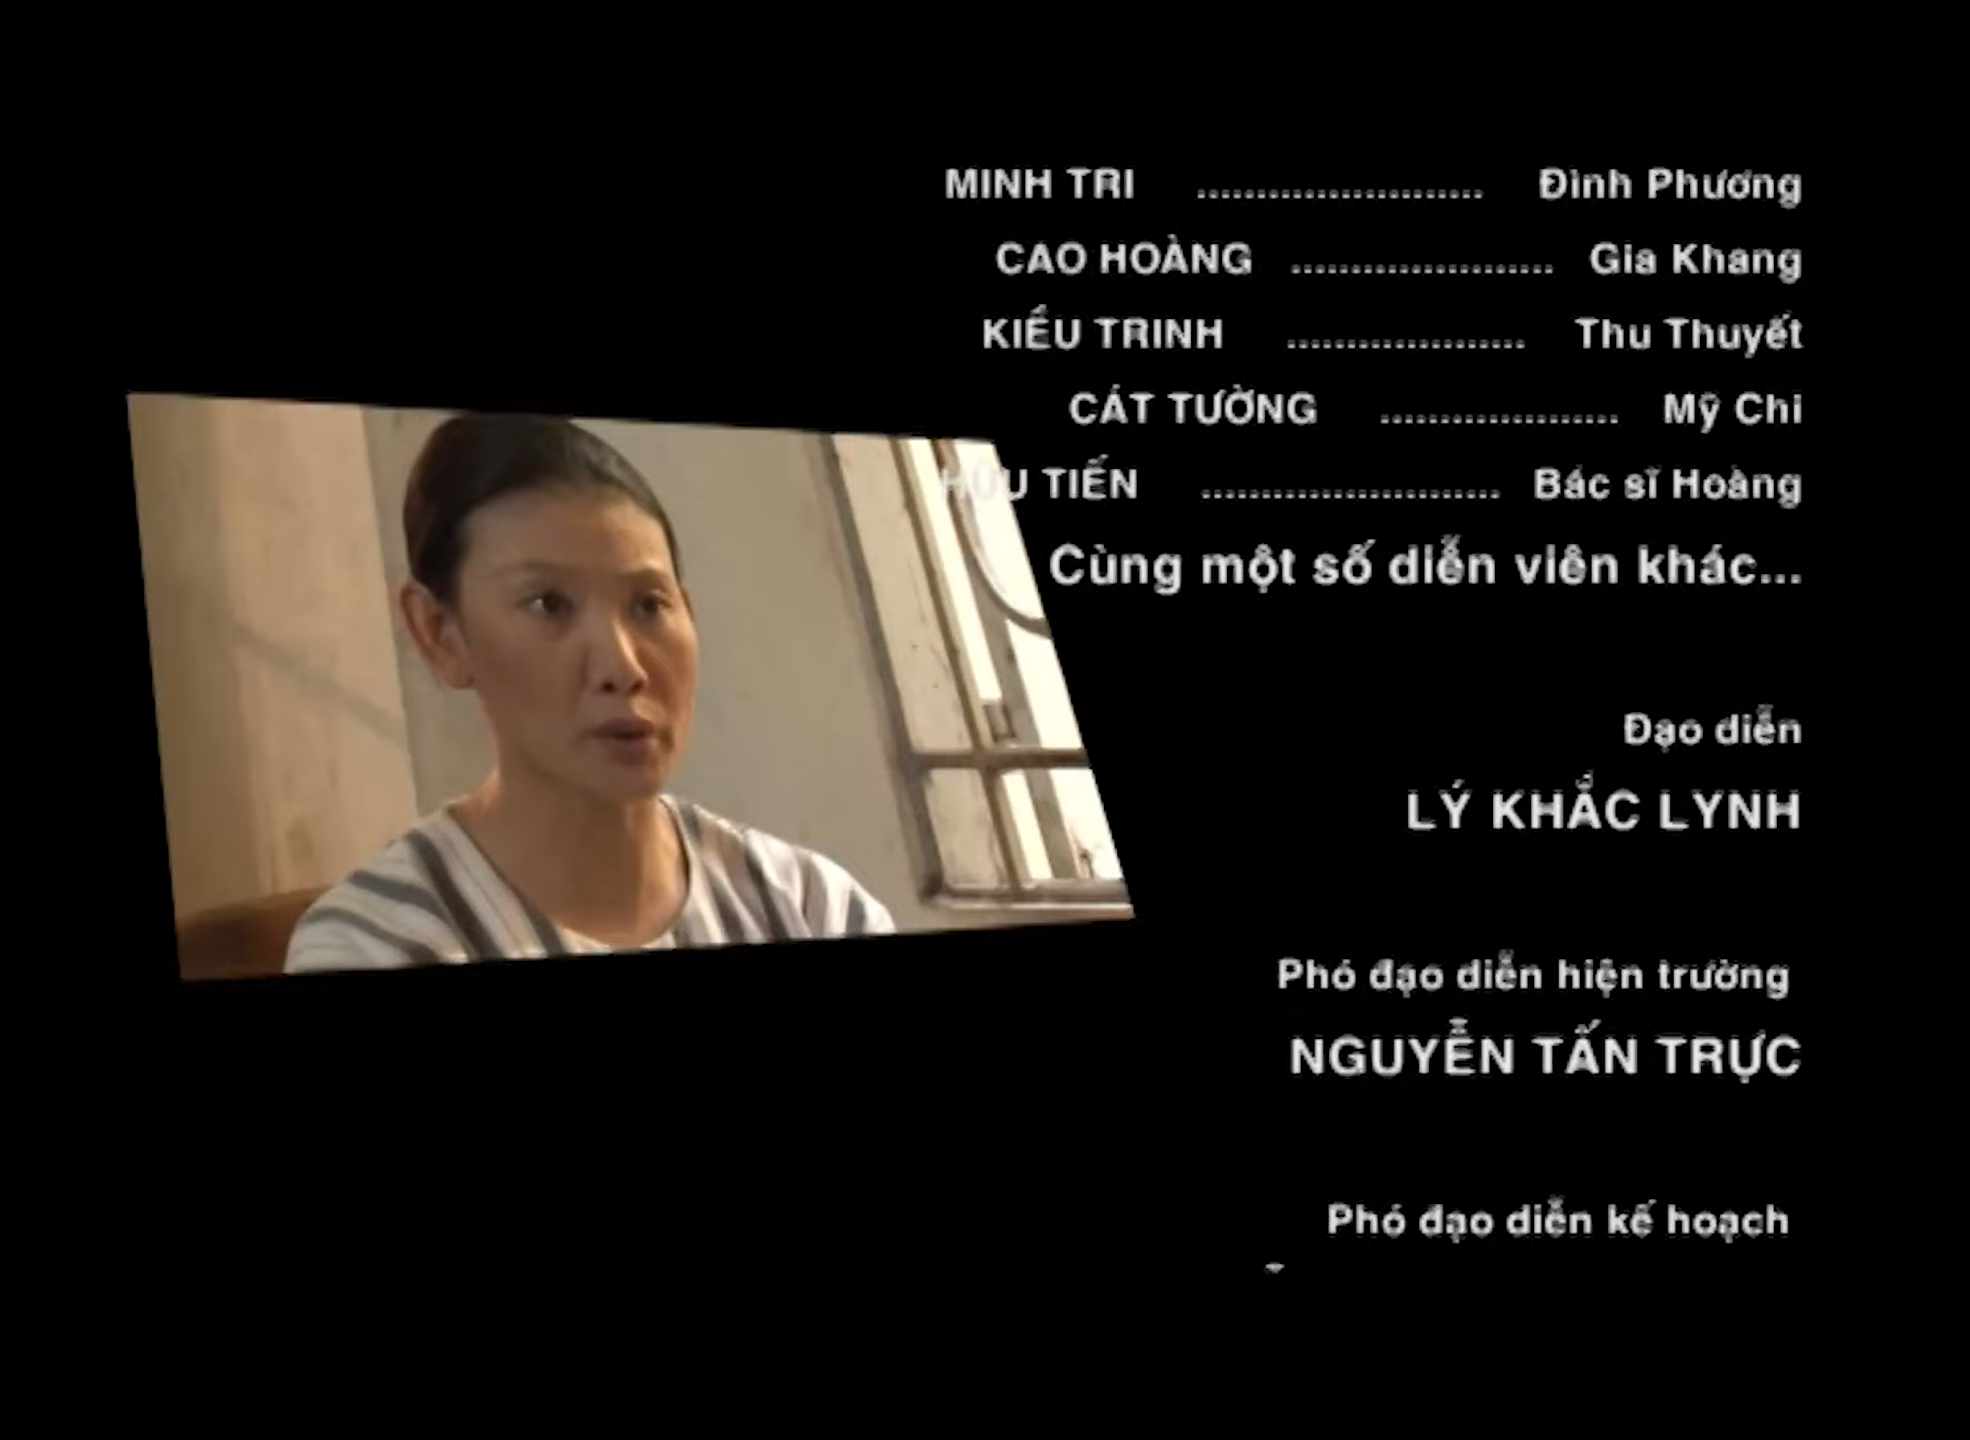 MINH TRI ........................ Đình Phương
CAO HOÀNG ...................... Gia Khang
KIỀU TRINH .................... Thu Thuyết
CÁT TƯỜNG .................... Mỹ Chi
HỮU TIẾN ......................... Bác sĩ Hoàng
Cùng một số diễn viên khác...
Đạo diễn
LÝ KHẮC LYNH
Phó đạo diễn hiện trường
NGUYỄN TẤN TRỰC
Phó đạo diễn kế hoạch